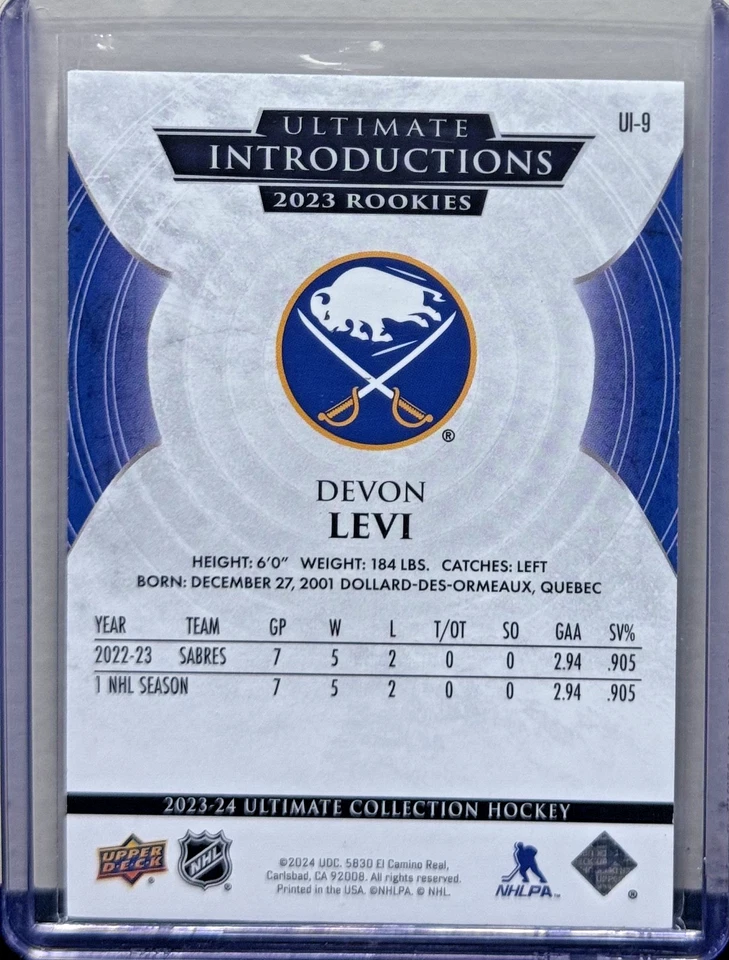 UI-9
ULTIMATE
INTRODUCTIONS
2023 ROOKIES
®
DEVON
LEVI
HEIGHT: 6'0" WEIGHT: 184 LBS. CATCHES: LEFT
BORN: DECEMBER 27, 2001 DOLLARD-DES-ORMEAUX, QUEBEC
YEAR TEAM GP W L T/OT SO GAA SV%
2022-23 SABRES 7 5 2 0 0 2.94 .905
1 NHL SEASON 7 5 2 0 0 2.94 .905
2023-24 ULTIMATE COLLECTION HOCKEY
UPPER
DECK
®
NHL
®
©2024 UDC. 5830 El Camino Real,
Carlsbad, CA 92008. All rights reserved.
Printed in the USA. ©NHLPA. © NHL.
NHLPA™
®